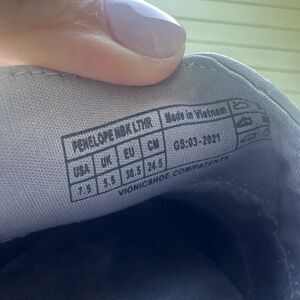 PENELOPE NBK L7HR
Made in Vietnam
USA UK EU CM
GS:03-2021
7.5 5.5 38.5 24.5
VIONICSHOE.COM/PATENTS